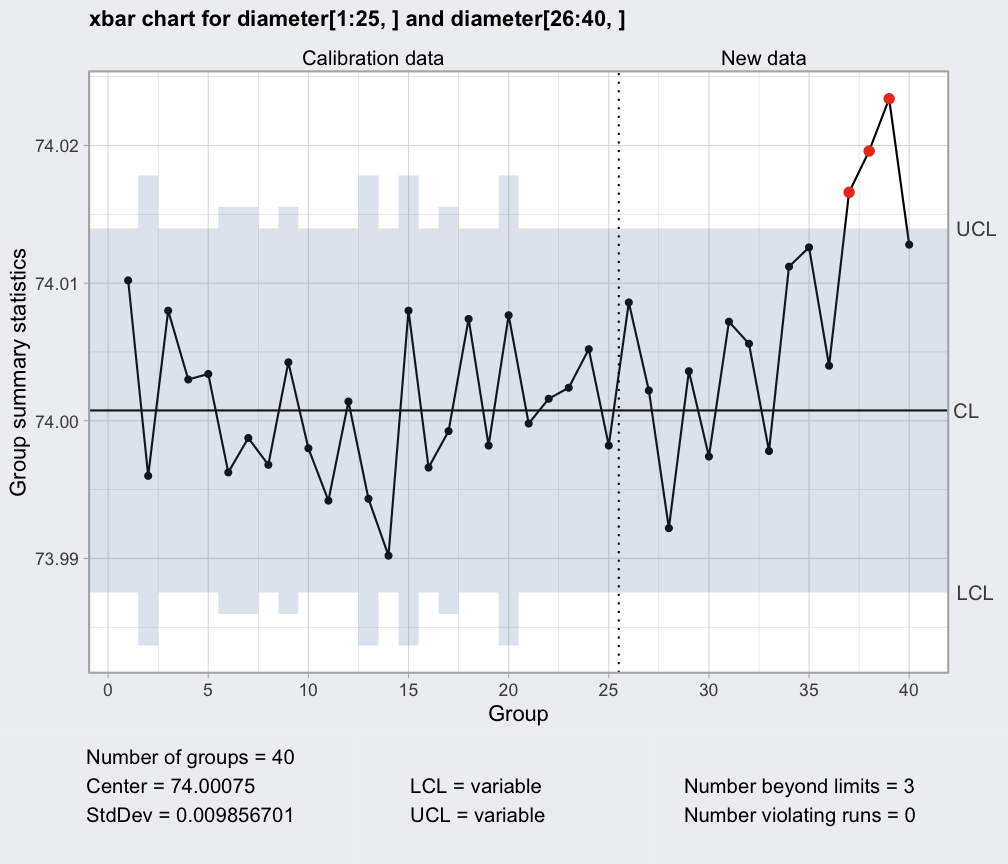 xbar chart for diameter[1:25, ] and diameter[26:40, ]
Calibration data New data
74.02
74.01
74.00
73.99
Group summary statistics
UCL
CL
LCL
0 5 10 15 20 25 30 35 40
Group
Number of groups = 40
Center = 74.00075 LCL = variable Number beyond limits = 3
StdDev = 0.009856701 UCL = variable Number violating runs = 0